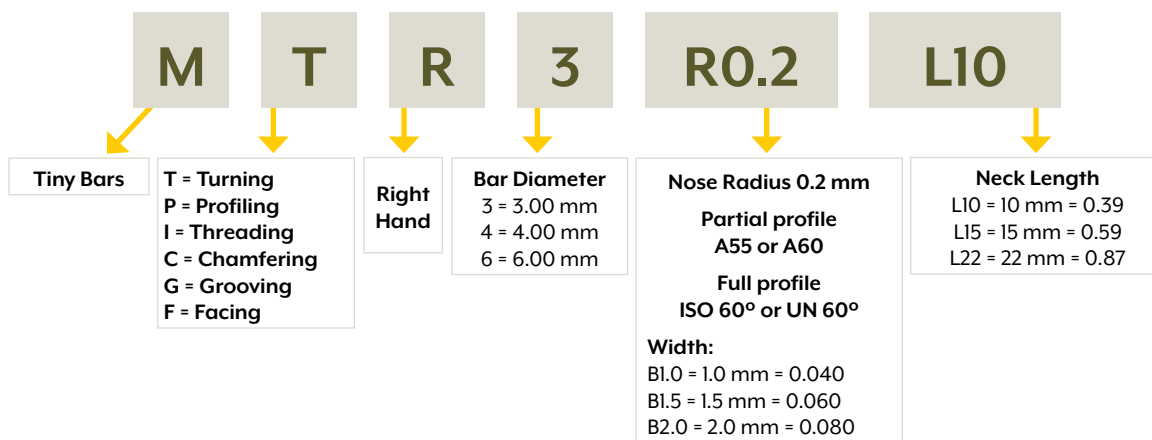 M T R 3 R0.2 L10
Tiny Bars
T = Turning
P = Profiling
I = Threading
C = Chamfering
G = Grooving
F = Facing
Right
Hand
Bar Diameter
3 = 3.00 mm
4 = 4.00 mm
6 = 6.00 mm
Nose Radius 0.2 mm
Partial profile
A55 or A60
Full profile
ISO 60º or UN 60º
Width:
B1.0 = 1.0 mm = 0.040
B1.5 = 1.5 mm = 0.060
B2.0 = 2.0 mm = 0.080
Neck Length
L10 = 10 mm = 0.39
L15 = 15 mm = 0.59
L22 = 22 mm = 0.87